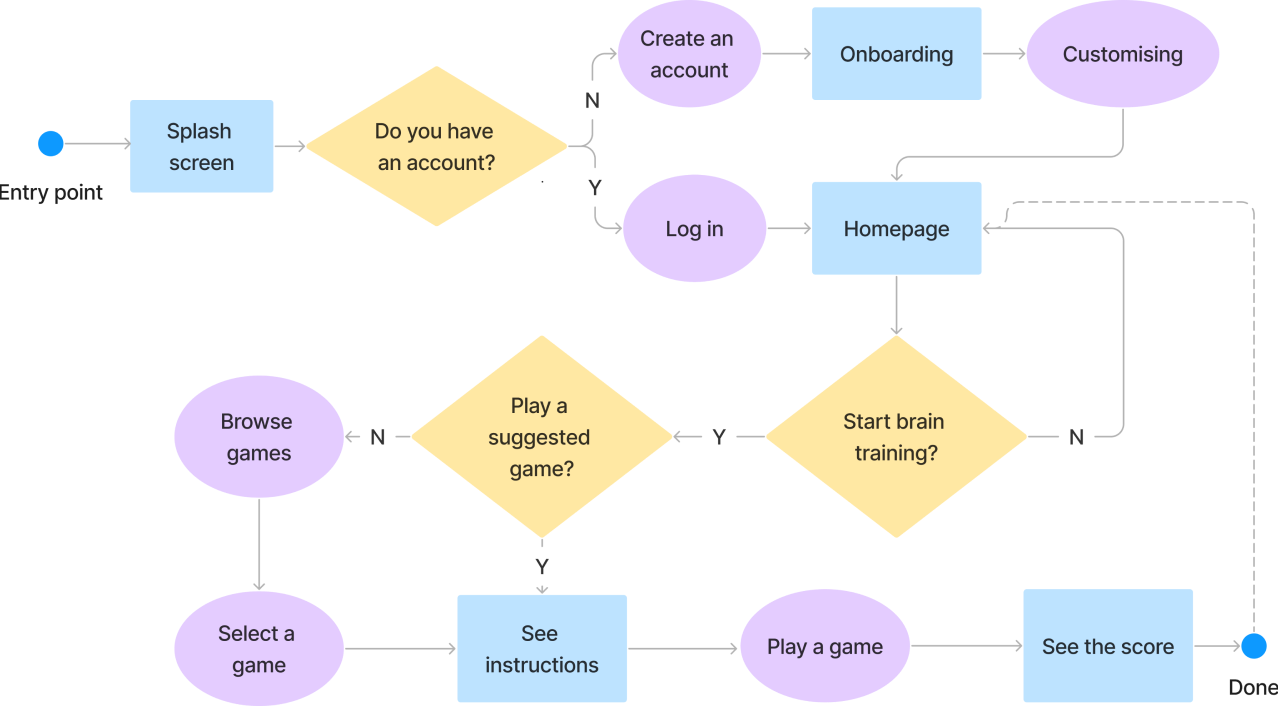 Entry point
Splash
screen
Do you have
an account?
N
Y
Create an
account
Onboarding
Customising
Log in
Homepage
Start brain
training?
N
Y
Play a
suggested
game?
N
Y
Browse
games
Select a
game
See
instructions
Play a game
See the score
Done